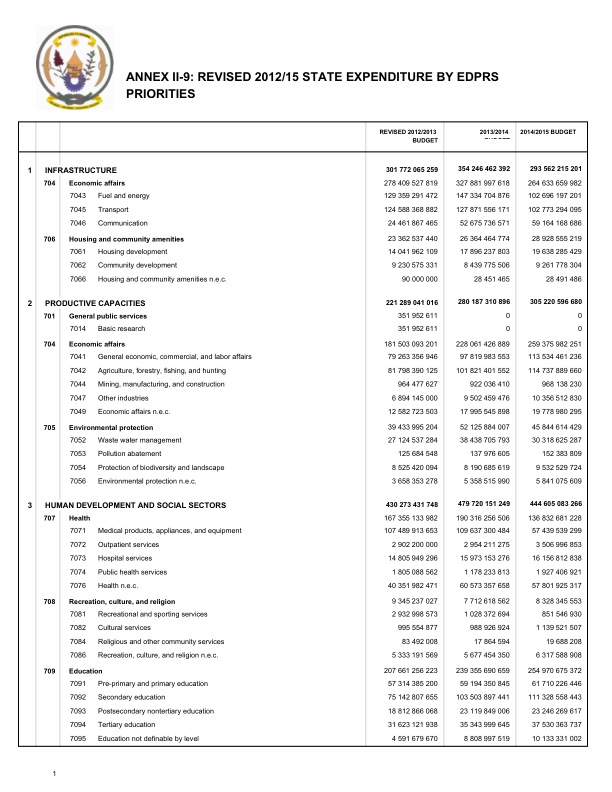 ANNEX II-9: REVISED 2012/15 STATE EXPENDITURE BY EDPRS
PRIORITIES
REVISED 2012/2013 2013/2014 2014/2015 BUDGET
BUDGET
1 INFRASTRUCTURE 301 772 065 259 354 246 462 392 293 562 215 201
704 Economic affairs 278 409 527 819 327 881 997 618 264 633 659 982
7043 Fuel and energy 129 359 291 472 147 334 704 876 102 696 197 201
7045 Transport 124 588 368 882 127 871 556 171 102 773 294 095
7046 Communication 24 461 867 465 52 675 736 571 59 164 168 686
706 Housing and community amenities 23 362 537 440 26 364 464 774 28 928 555 219
7061 Housing development 14 041 962 109 17 896 237 803 19 638 285 429
7062 Community development 9 230 575 331 8 439 775 506 9 261 778 304
7066 Housing and community amenities n.e.c. 90 000 000 28 451 465 28 491 486
2 PRODUCTIVE CAPACITIES 221 289 041 016 280 187 310 896 305 220 596 680
701 General public services 351 952 611 0 0
7014 Basic research 351 952 611 0 0
704 Economic affairs 181 503 093 201 228 061 426 889 259 375 982 251
7041 General economic, commercial, and labor affairs 79 263 356 946 97 819 983 553 113 534 461 236
7042 Agriculture, forestry, fishing, and hunting 81 798 390 125 101 821 401 552 114 737 889 660
7044 Mining, manufacturing, and construction 964 477 627 922 036 410 968 138 230
7047 Other industries 6 894 145 000 9 502 459 476 10 356 512 830
7049 Economic affairs n.e.c. 12 582 723 503 17 995 545 898 19 778 980 295
705 Environmental protection 39 433 995 204 52 125 884 007 45 844 614 429
7052 Waste water management 27 124 537 284 38 438 705 793 30 318 625 287
7053 Pollution abatement 125 684 548 137 976 605 152 383 809
7054 Protection of biodiversity and landscape 8 525 420 094 8 190 685 619 9 532 529 724
7056 Environmental protection n.e.c. 3 658 353 278 5 358 515 990 5 841 075 609
3 HUMAN DEVELOPMENT AND SOCIAL SECTORS 430 273 431 748 479 720 151 249 444 605 083 266
707 Health 167 355 133 982 190 316 256 506 136 832 681 228
7071 Medical products, appliances, and equipment 107 489 913 653 109 637 300 484 57 439 539 299
7072 Outpatient services 2 902 200 000 2 954 211 275 3 506 996 853
7073 Hospital services 14 805 949 296 15 973 153 276 16 156 812 838
7074 Public health services 1 805 088 562 1 178 233 813 1 927 406 921
7076 Health n.e.c. 40 351 982 471 60 573 357 658 57 801 925 317
708 Recreation, culture, and religion 9 345 237 027 7 712 618 562 8 328 345 553
7081 Recreational and sporting services 2 932 998 573 1 028 372 694 851 546 930
7082 Cultural services 995 554 877 988 926 924 1 139 521 507
7084 Religious and other community services 83 492 008 17 864 594 19 688 208
7086 Recreation, culture, and religion n.e.c. 5 333 191 569 5 677 454 350 6 317 588 908
709 Education 207 661 256 223 239 355 690 659 254 970 675 372
7091 Pre-primary and primary education 57 314 385 200 59 194 350 845 61 710 226 446
7092 Secondary education 75 142 807 655 103 503 897 441 111 328 558 443
7093 Postsecondary nontertiary education 18 812 866 068 23 119 849 006 23 246 269 617
7094 Tertiary education 31 623 121 938 35 343 999 645 37 530 363 737
7095 Education not definable by level 4 591 679 670 8 808 997 519 10 133 331 002
1